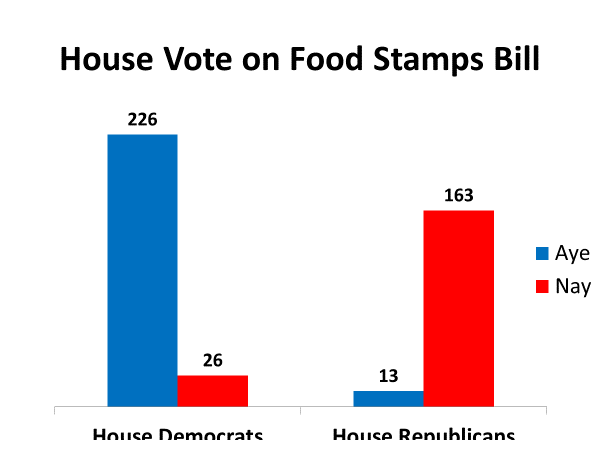 House Vote on Food Stamps Bill
226
163
26
13
Aye
Nay
House Democrats
House Republicans